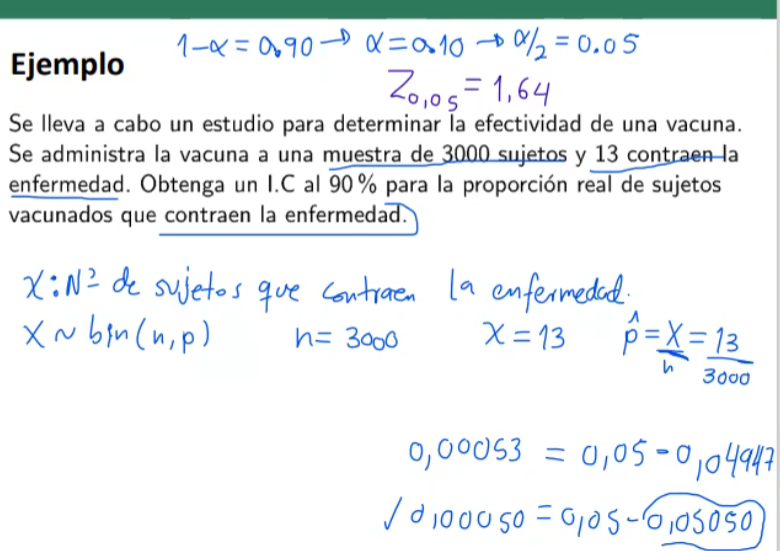 1-α = 0.90 → α = 0.10 → α/2 = 0.05
Ejemplo
Z0,05 = 1,64
Se lleva a cabo un estudio para determinar la efectividad de una vacuna.
Se administra la vacuna a una muestra de 3000 sujetos y 13 contraen la
enfermedad. Obtenga un I.C al 90 % para la proporción real de sujetos
vacunados que contraen la enfermedad.
X: Nº de sujetos que contraen la enfermedad.
X ~ bin(n,p) n = 3000 x = 13 p̂ = X/n = 13/3000
0,00053 = 0,05 - 0,04947
√ 0,00050 = 0,05 - 0,05050